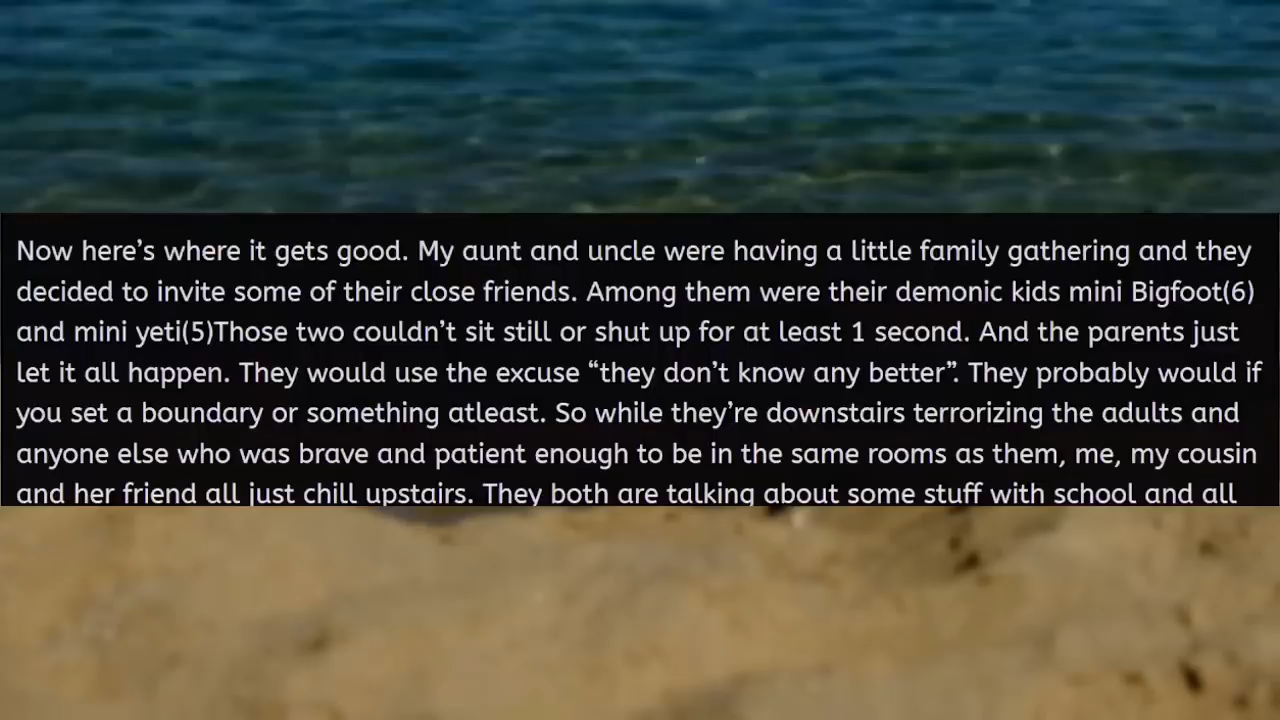 Now here’s where it gets good. My aunt and uncle were having a little family gathering and they
decided to invite some of their close friends. Among them were their demonic kids mini Bigfoot(6)
and mini yeti(5)Those two couldn’t sit still or shut up for at least 1 second. And the parents just
let it all happen. They would use the excuse “they don’t know any better”. They probably would if
you set a boundary or something atleast. So while they’re downstairs terrorizing the adults and
anyone else who was brave and patient enough to be in the same rooms as them, me, my cousin
and her friend all just chill upstairs. They both are talking about some stuff with school and all